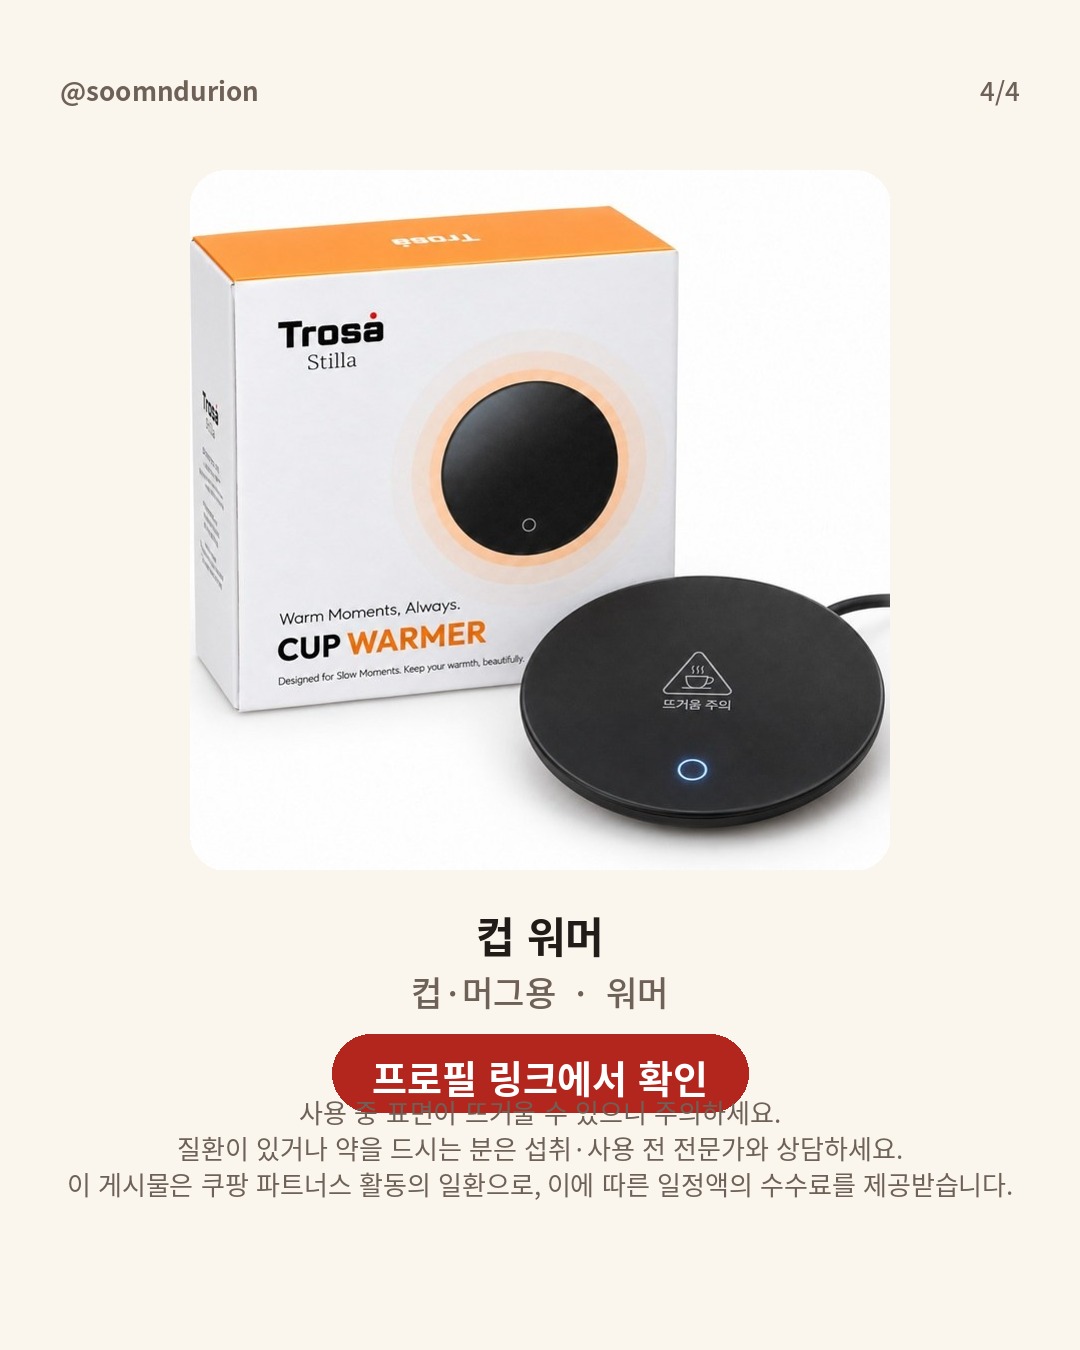 @soomndurion
4/4
Trosa
Trosa
Stilla
Trosa
Stilla
Warm Moments, Always.
CUP WARMER
Designed for Slow Moments. Keep your warmth, beautifully.
뜨거움 주의
컵 워머
컵·머그용 · 워머
프로필 링크에서 확인
사용 중 표면이 뜨거울 수 있으니 주의하세요.
질환이 있거나 약을 드시는 분은 섭취·사용 전 전문가와 상담하세요.
이 게시물은 쿠팡 파트너스 활동의 일환으로, 이에 따른 일정액의 수수료를 제공받습니다.